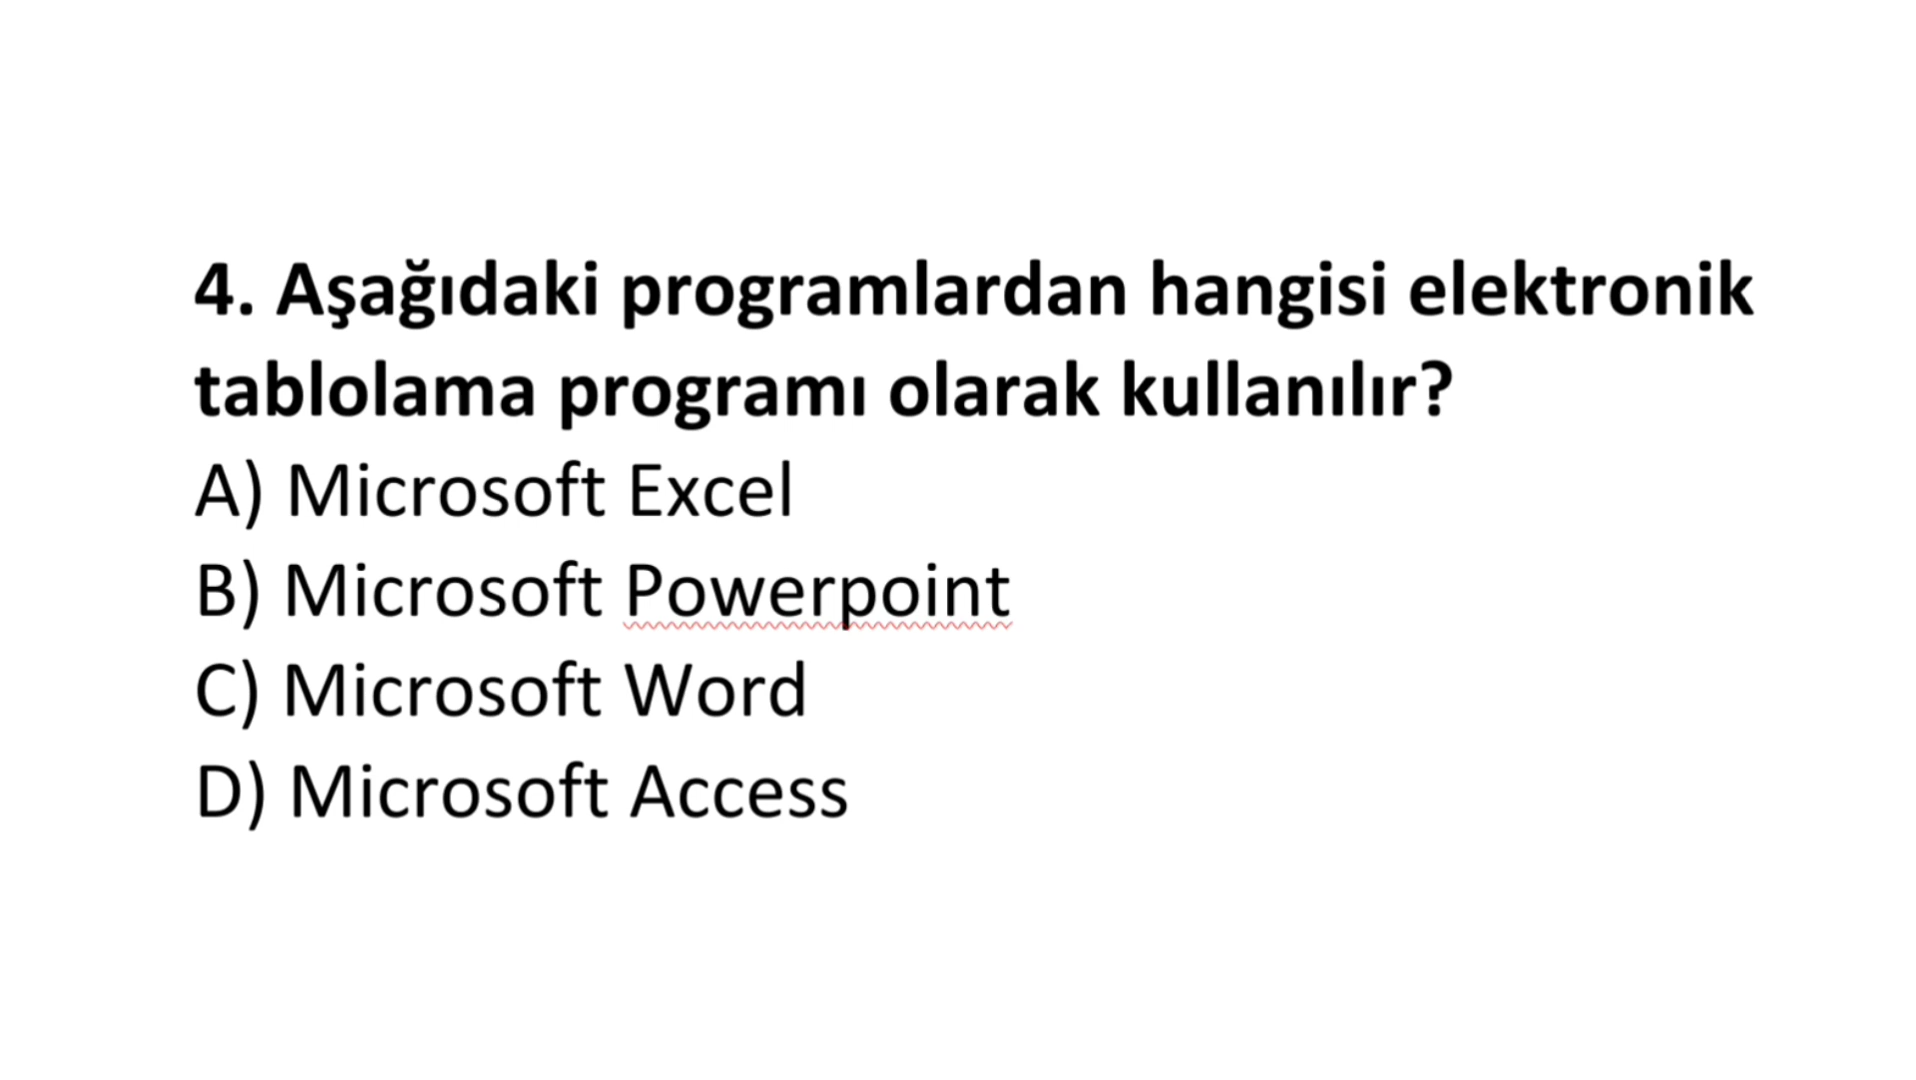 4. Aşağıdaki programlardan hangisi elektronik
tablolama programı olarak kullanılır?
A) Microsoft Excel
B) Microsoft Powerpoint
C) Microsoft Word
D) Microsoft Access